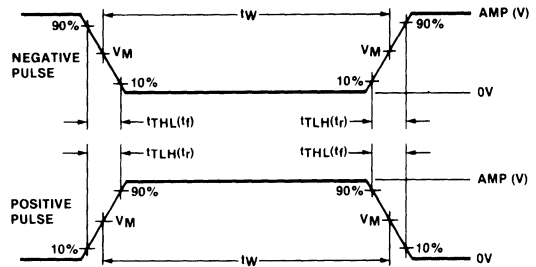 tW
AMP (V)
90%
90%
VM
VM
NEGATIVE
PULSE
10%
10%
0V
tTHL(tf)
tTLH(tr)
tTLH(tr)
tTHL(tf)
AMP (V)
90%
90%
POSITIVE
PULSE
VM
VM
10%
10%
tW
0V